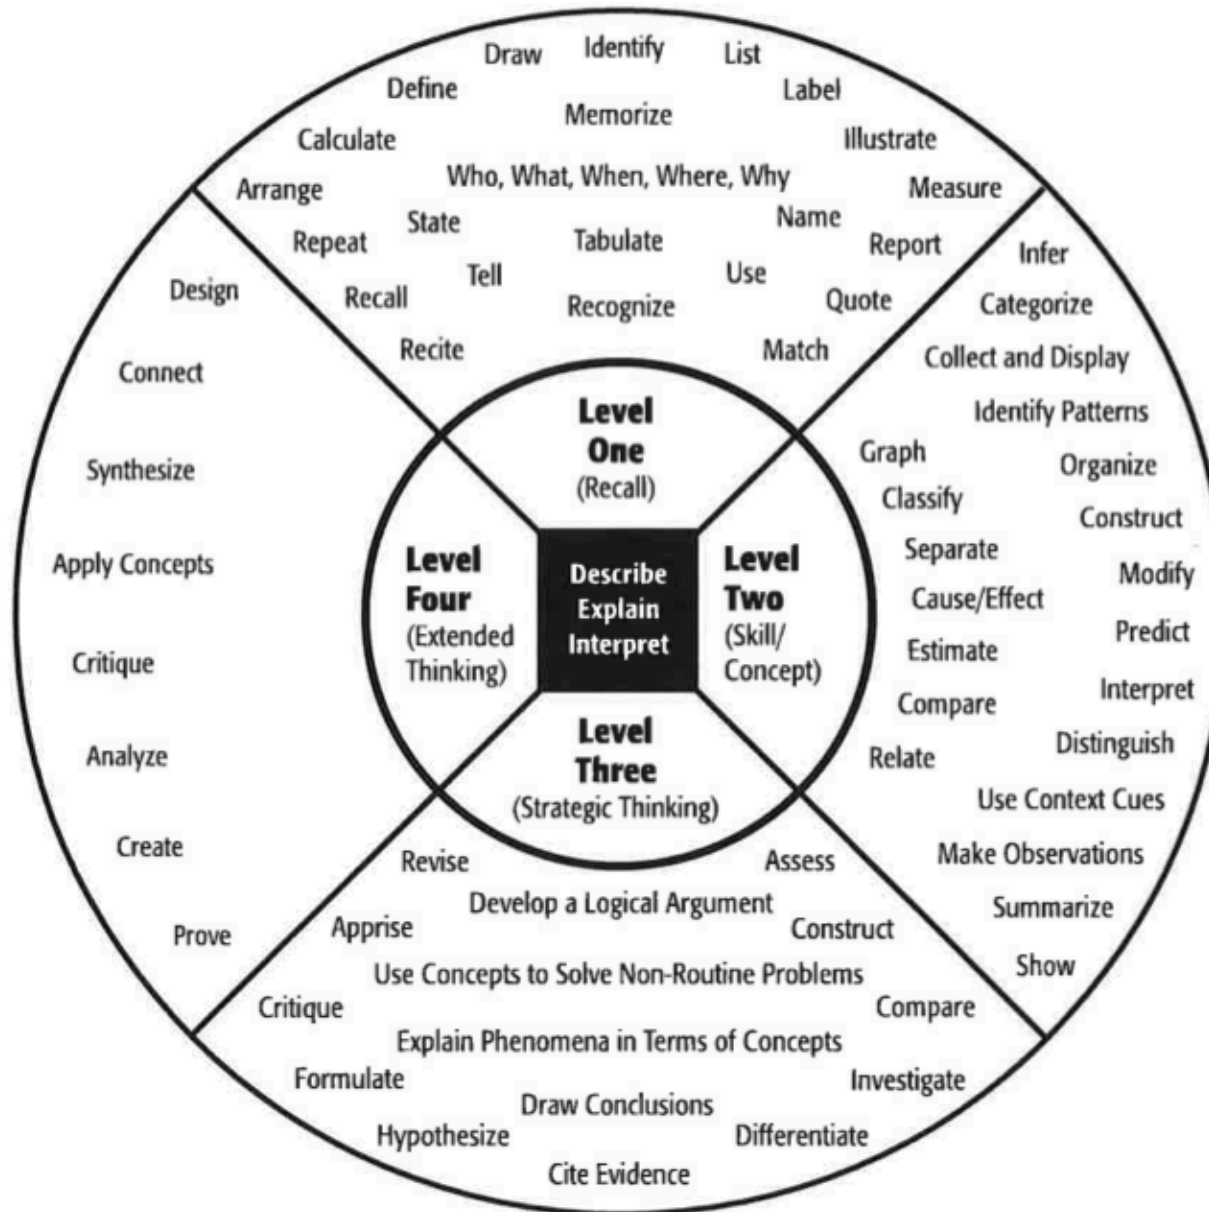 Draw
Identify
List
Define
Label
Memorize
Calculate
Illustrate
Who, What, When, Where, Why
Arrange
Measure
State
Name
Repeat
Tabulate
Report
Tell
Use
Recall
Recognize
Quote
Recite
Match
Level
One
(Recall)
Infer
Categorize
Collect and Display
Identify Patterns
Graph
Organize
Classify
Construct
Separate
Modify
Cause/Effect
Predict
Estimate
Interpret
Compare
Distinguish
Relate
Use Context Cues
Make Observations
Summarize
Show
Level
Two
(Skill/
Concept)
Describe
Explain
Interpret
Level
Three
(Strategic Thinking)
Revise
Assess
Develop a Logical Argument
Apprise
Construct
Use Concepts to Solve Non-Routine Problems
Critique
Compare
Explain Phenomena in Terms of Concepts
Formulate
Investigate
Draw Conclusions
Hypothesize
Differentiate
Cite Evidence
Level
Four
(Extended
Thinking)
Design
Connect
Synthesize
Apply Concepts
Critique
Analyze
Create
Prove